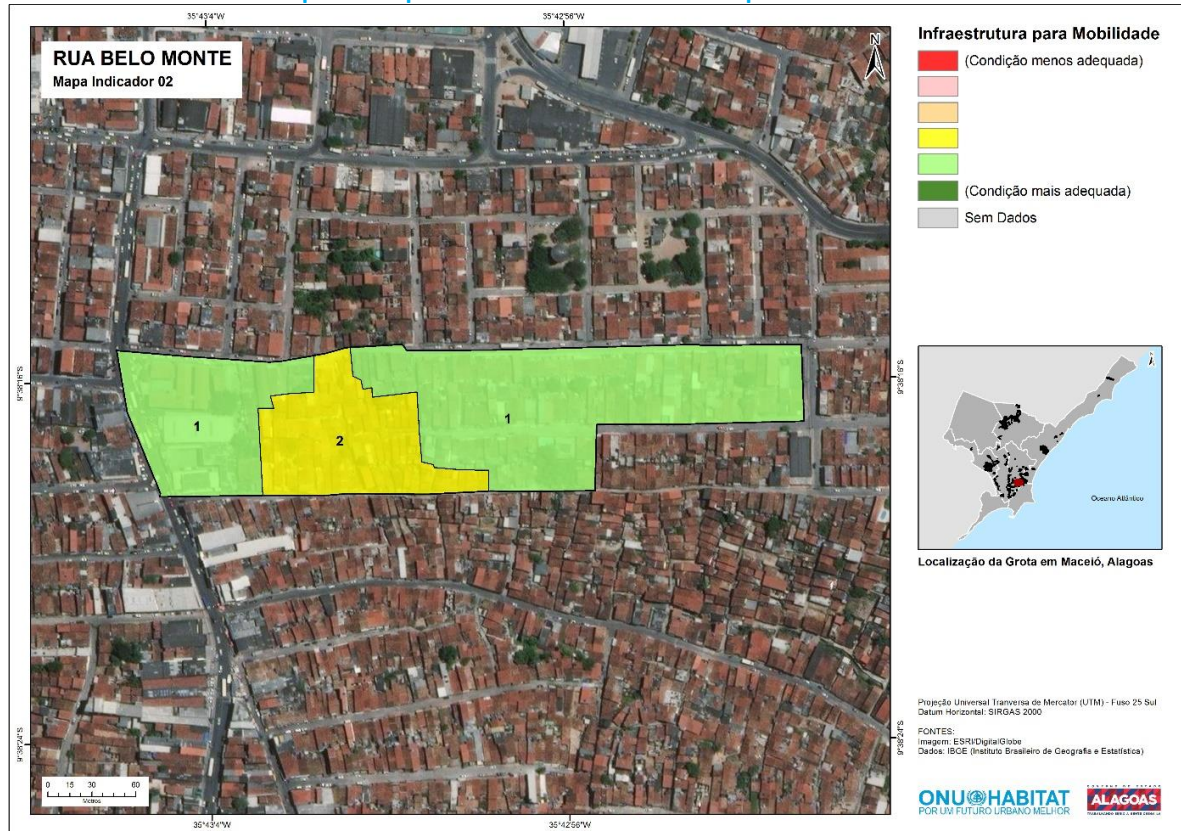 35°43'4"W
35°42'56"W
RUA BELO MONTE
Mapa Indicador 02
N
Infraestrutura para Mobilidade
(Condição menos adequada)
(Condição mais adequada)
Sem Dados
9°38'16"S
9°38'16"S
1
2
1
Oceano Atlântico
Localização da Grota em Maceió, Alagoas
Projeção Universal Tranversa de Mercator (UTM) - Fuso 25 Sul
Datum Horizontal: SIRGAS 2000
FONTES:
Imagem: ESRI/DigitalGlobe
Dados: IBGE (Instituto Brasileiro de Geografia e Estatística)
9°38'24"S
9°38'24"S
0 15 30 60
Metros
ONU HABITAT
POR UM FUTURO URBANO MELHOR
ALAGOAS
35°43'4"W
35°42'56"W